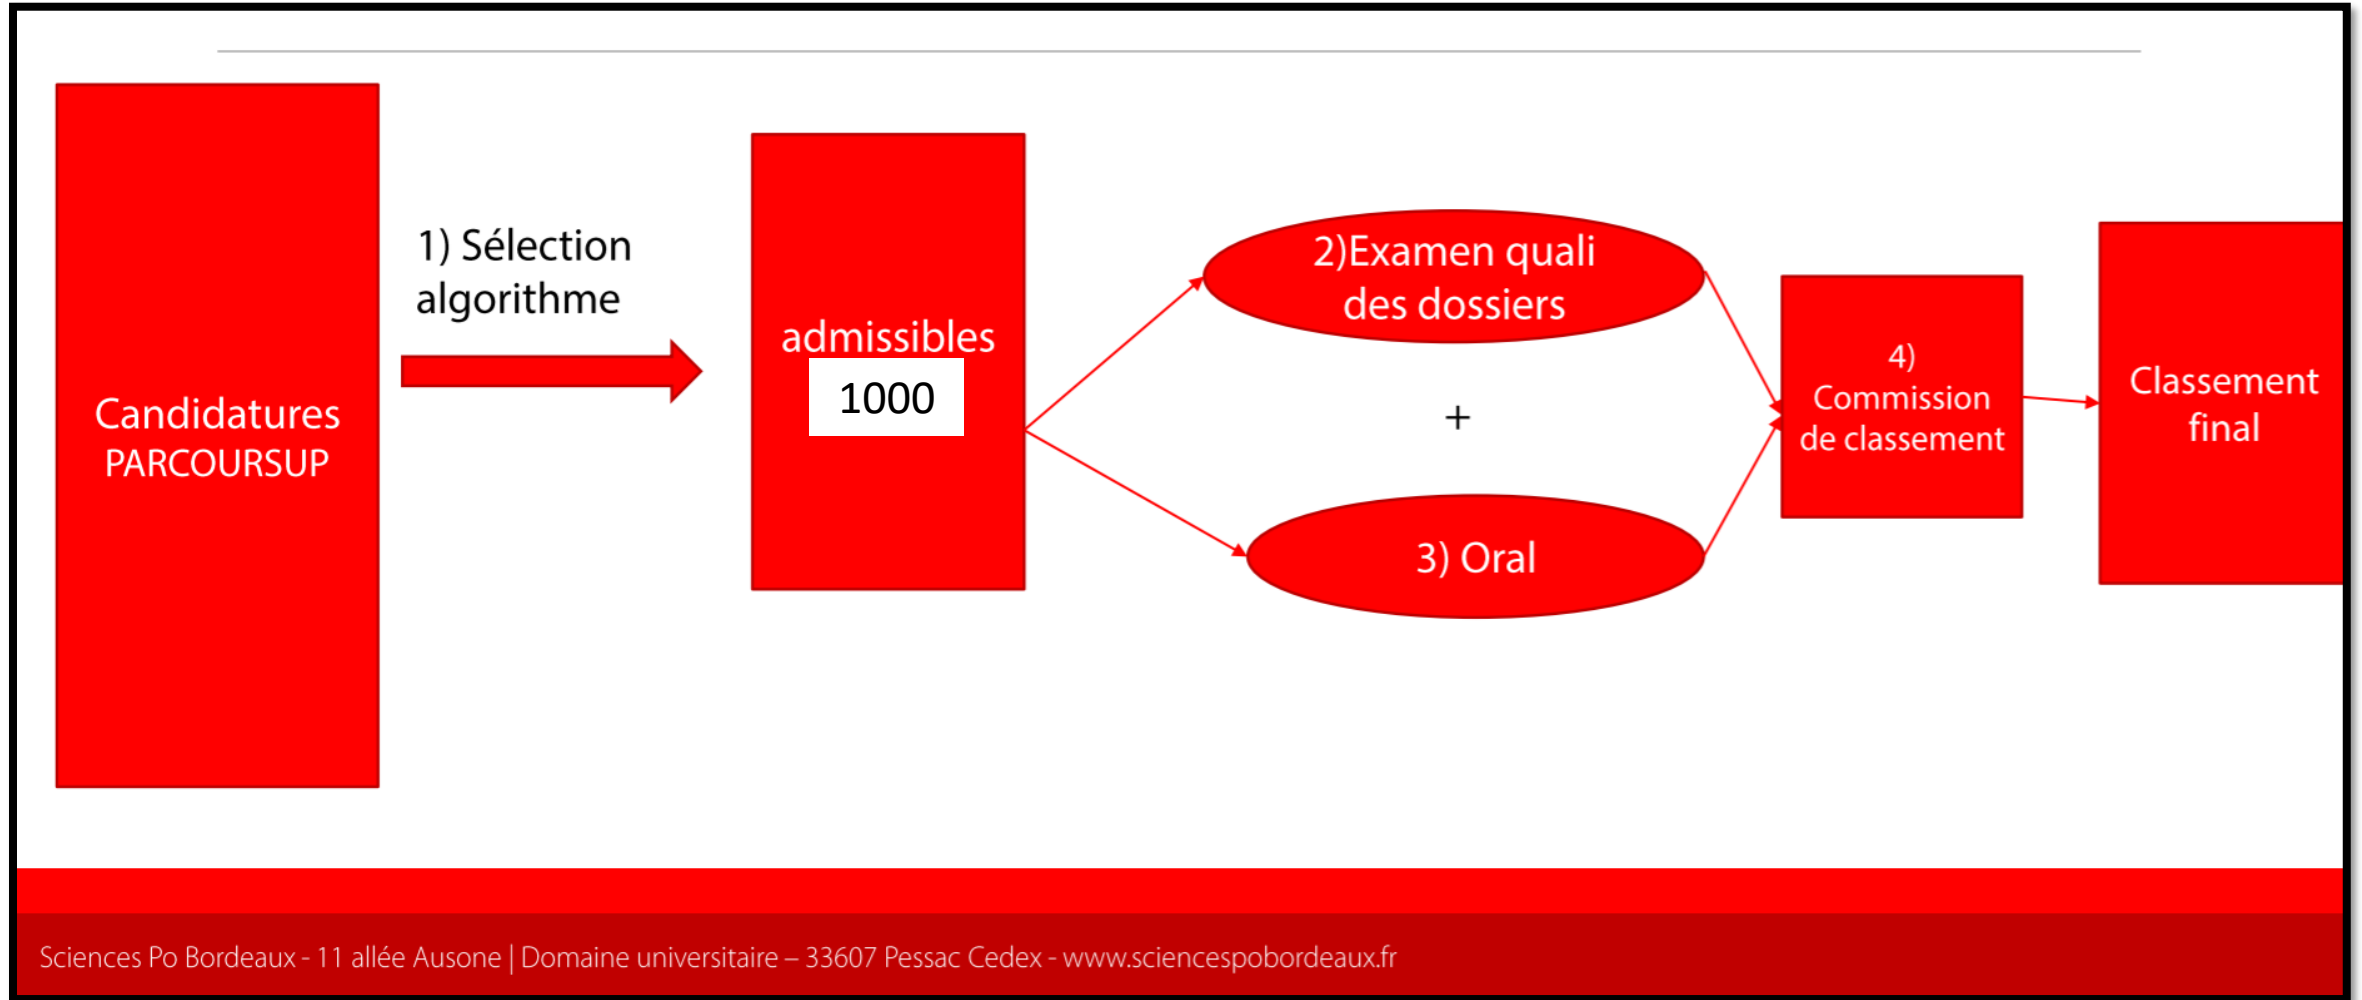 Candidatures
PARCOURSUP
1) Sélection
algorithme
admissibles
1000
2)Examen quali
des dossiers
+
3) Oral
4)
Commission
de classement
Classement
final
Sciences Po Bordeaux - 11 allée Ausone | Domaine universitaire – 33607 Pessac Cedex - www.sciencespobordeaux.fr